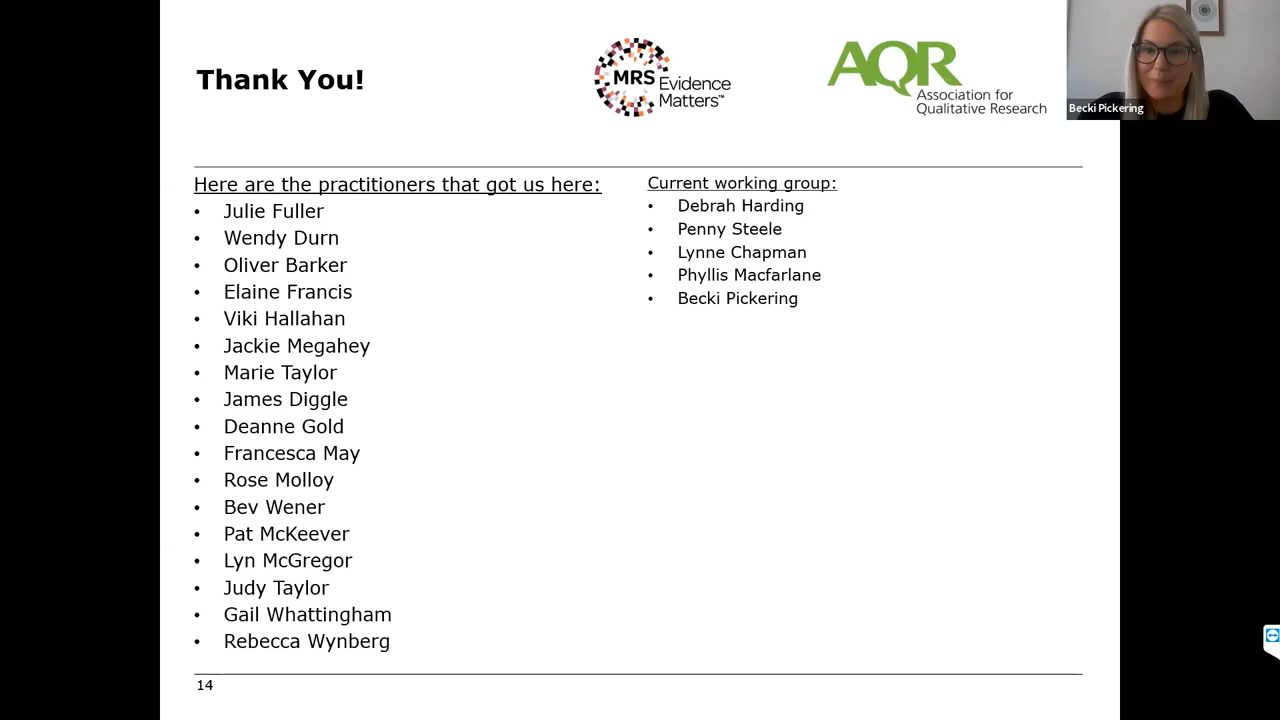 Thank You!
MRS
Evidence
Matters™
AQR
Association for
Qualitative Research
Becki Pickering
Here are the practitioners that got us here:
• Julie Fuller
• Wendy Durn
• Oliver Barker
• Elaine Francis
• Viki Hallahan
• Jackie Megahey
• Marie Taylor
• James Diggle
• Deanne Gold
• Francesca May
• Rose Molloy
• Bev Wener
• Pat McKeever
• Lyn McGregor
• Judy Taylor
• Gail Whattingham
• Rebecca Wynberg
Current working group:
• Debrah Harding
• Penny Steele
• Lynne Chapman
• Phyllis Macfarlane
• Becki Pickering
14